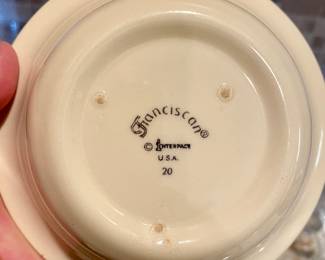 Franciscan®
© INTERPACE
U.S.A.
20